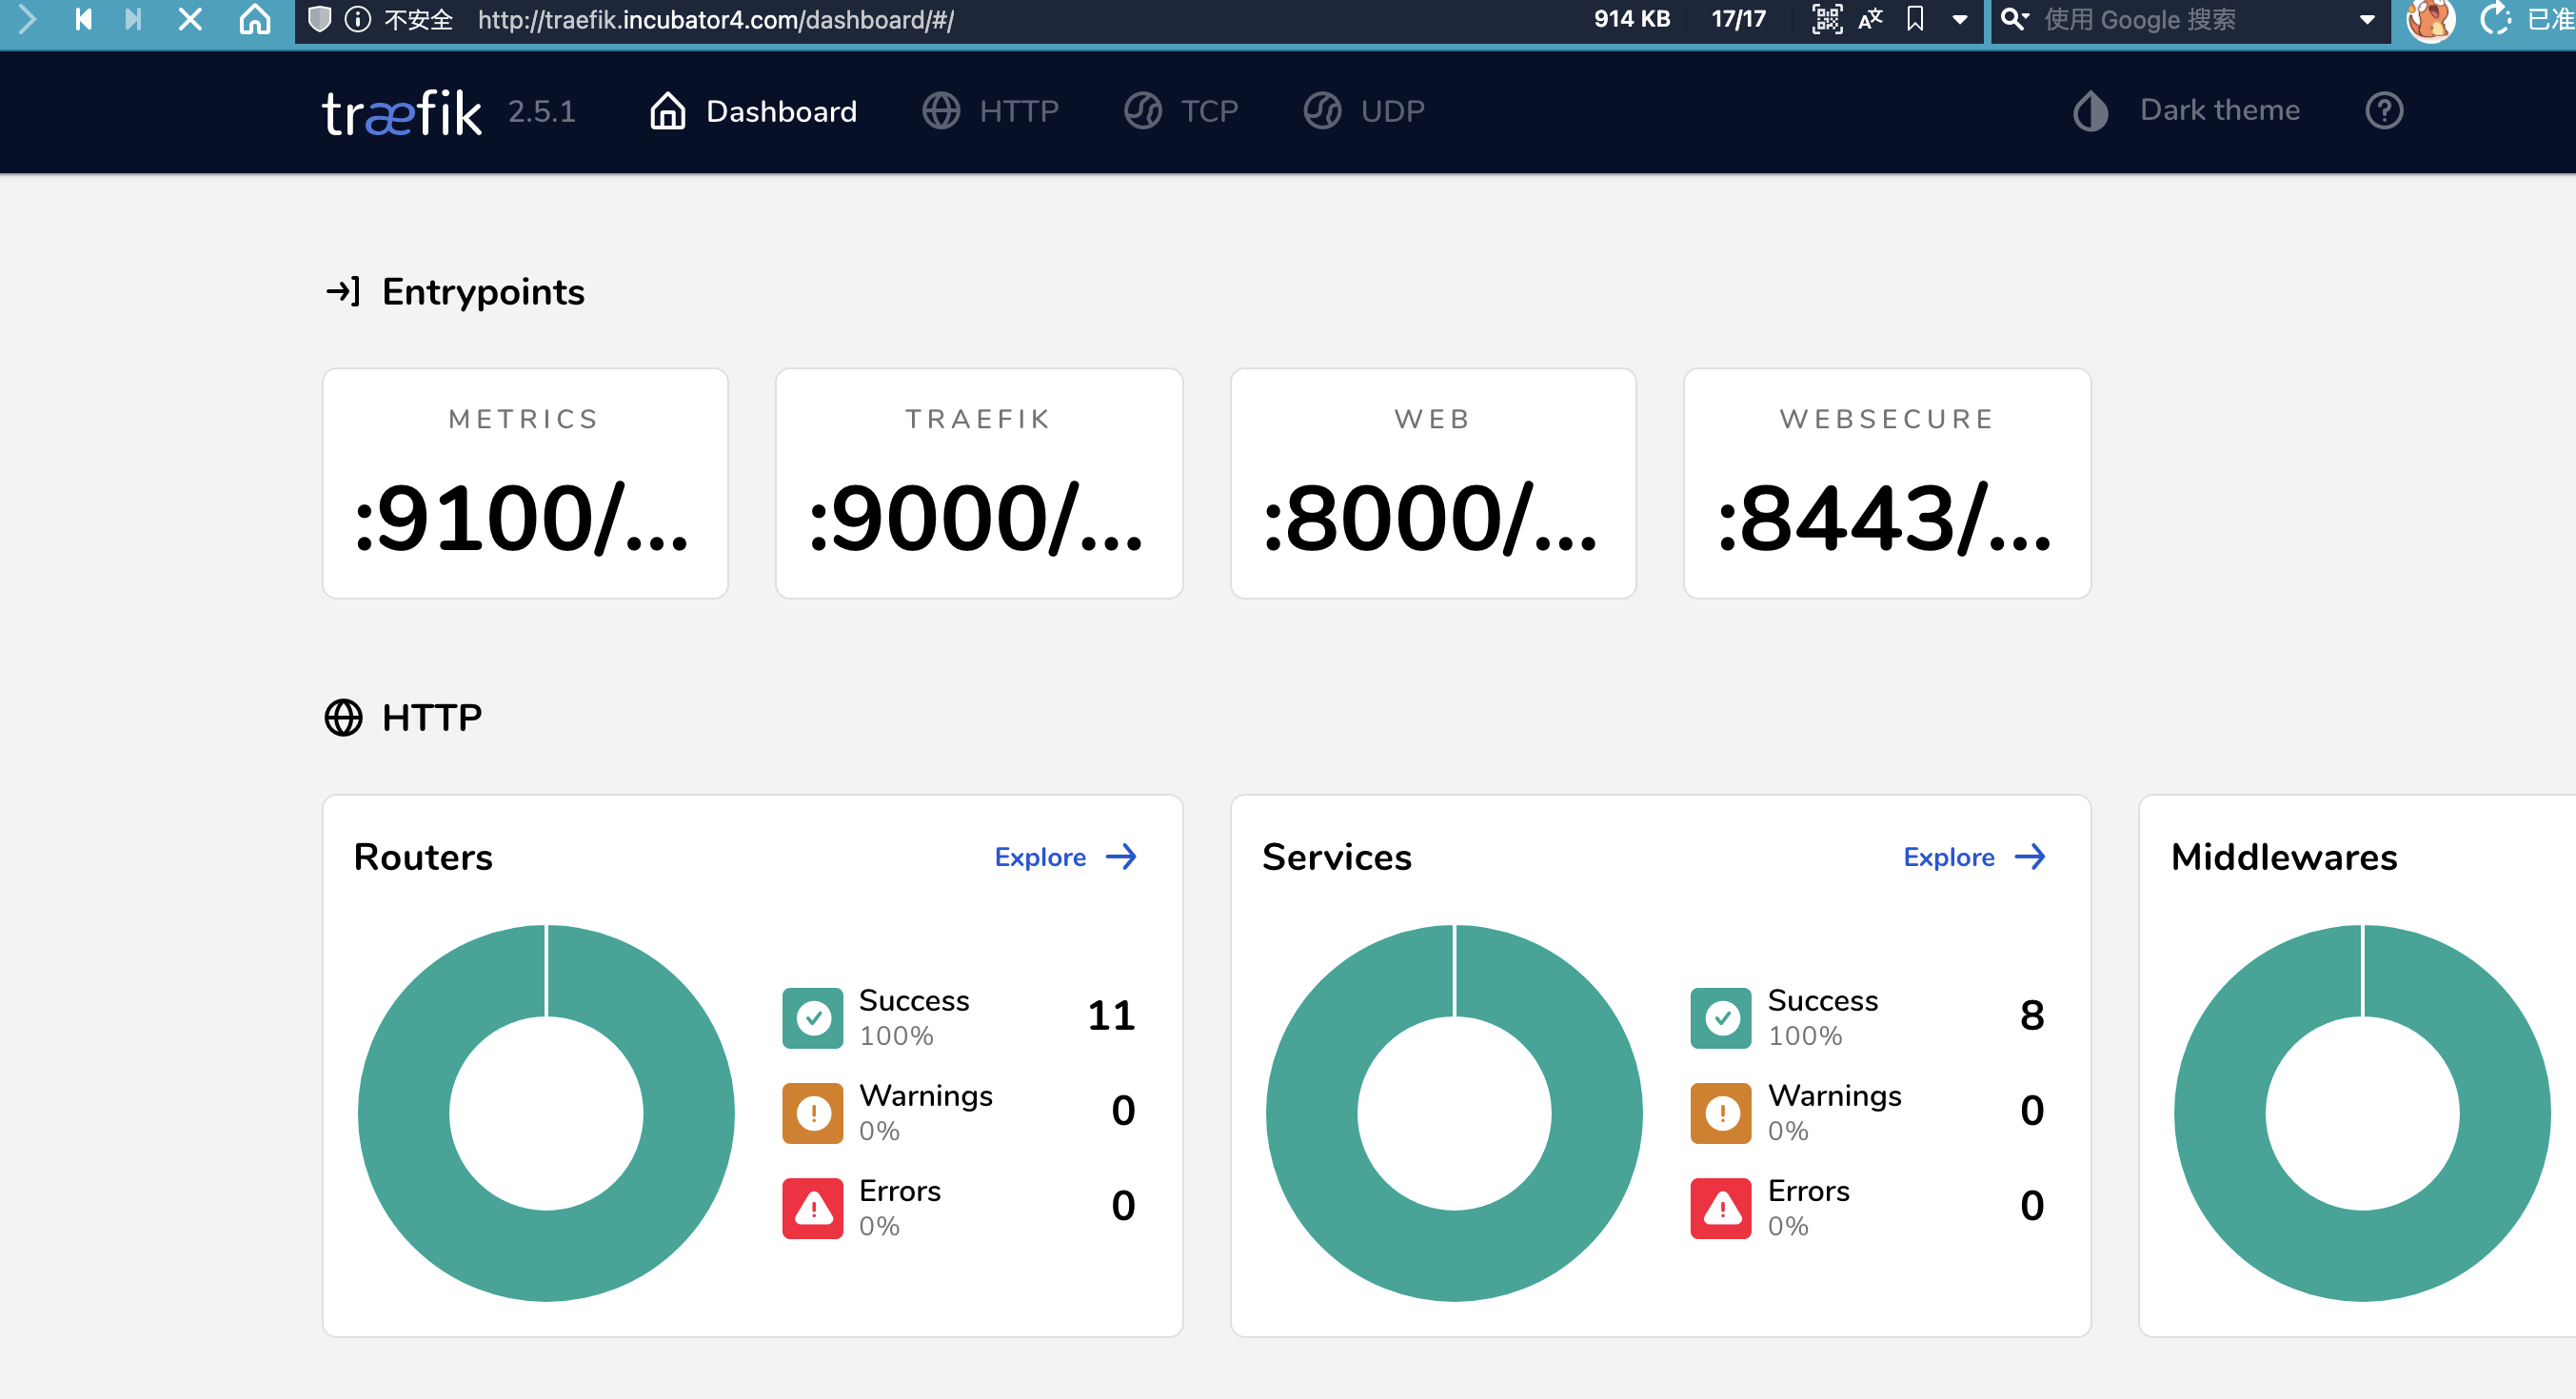 不安全 http://traefik.incubator4.com/dashboard/#/ 914 KB 17/17 使用 Google 搜索 已准
træfik 2.5.1 Dashboard HTTP TCP UDP Dark theme
Entrypoints
METRICS TRAEFIK WEB WEBSECURE
:9100/... :9000/... :8000/... :8443/...
HTTP
Routers Explore Services Explore Middlewares
Success 11 Success 8
100% 100%
Warnings 0 Warnings 0
0% 0%
Errors 0 Errors 0
0% 0%